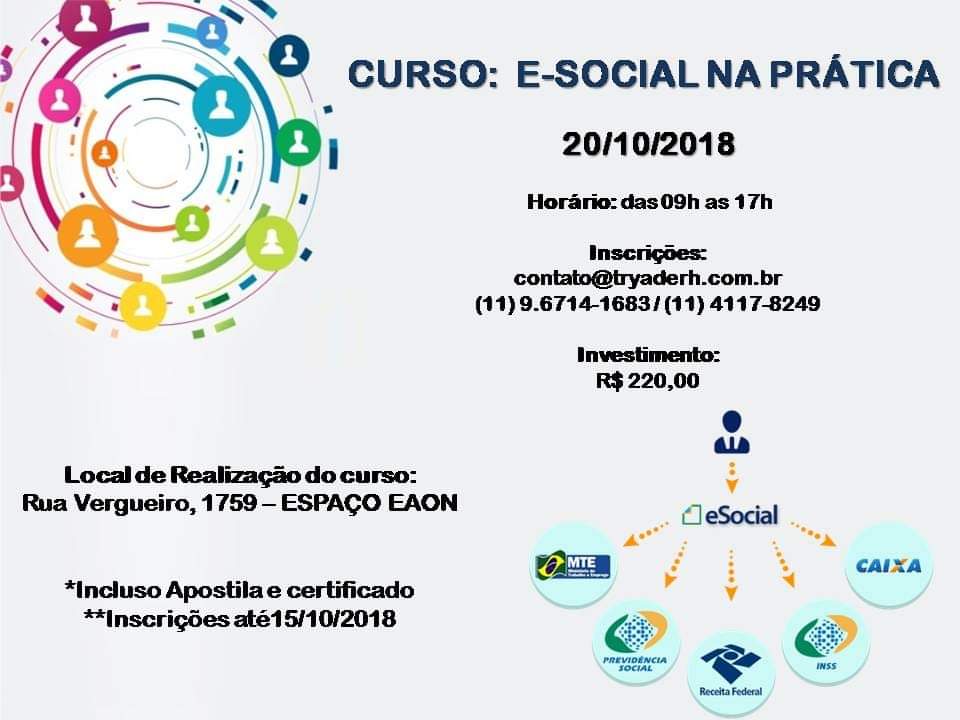 CURSO: E-SOCIAL NA PRÁTICA
20/10/2018
Horário: das 09h as 17h
Inscrições:
contato@tryaderh.com.br
(11) 9.6714-1683 / (11) 4117-8249
Investimento:
R$ 220,00
Local de Realização do curso:
Rua Vergueiro, 1759 – ESPAÇO EAON
*Incluso Apostila e certificado
**Inscrições até15/10/2018
eSocial
MTE
Ministério do
Trabalho e Emprego
CAIXA
PREVIDÊNCIA
SOCIAL
Receita Federal
INSS